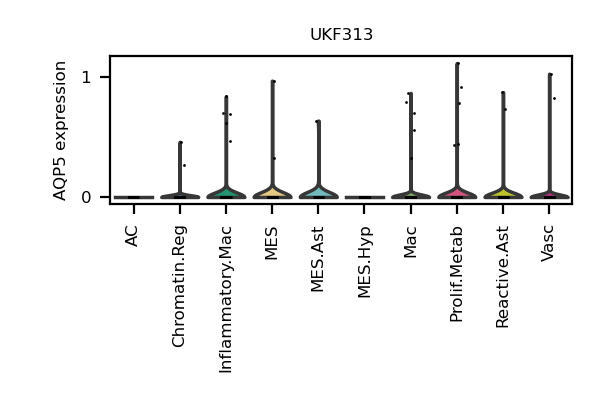 UKF313
AQP5 expression
1
0
AC
Chromatin.Reg
Inflammatory.Mac
MES
MES.Ast
MES.Hyp
Mac
Prolif.Metab
Reactive.Ast
Vasc